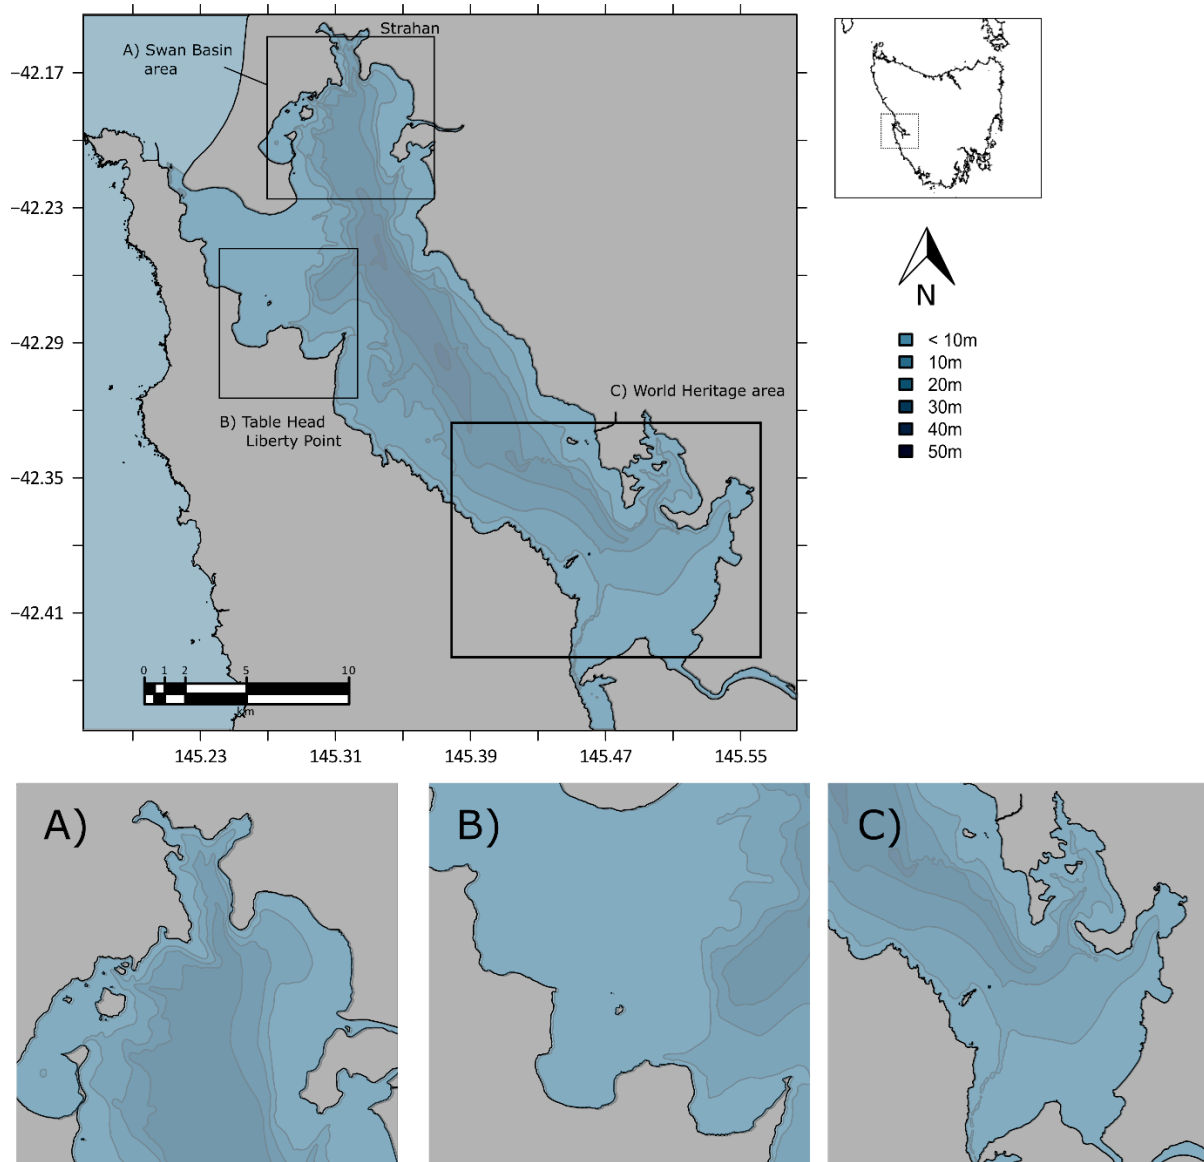 Strahan
A) Swan Basin
area
−42.17
−42.23
−42.29
−42.35
−42.41
B) Table Head
Liberty Point
C) World Heritage area
0 1 2 5 10
km
145.23 145.31 145.39 145.47 145.55
N
< 10m
10m
20m
30m
40m
50m
A)
B)
C)